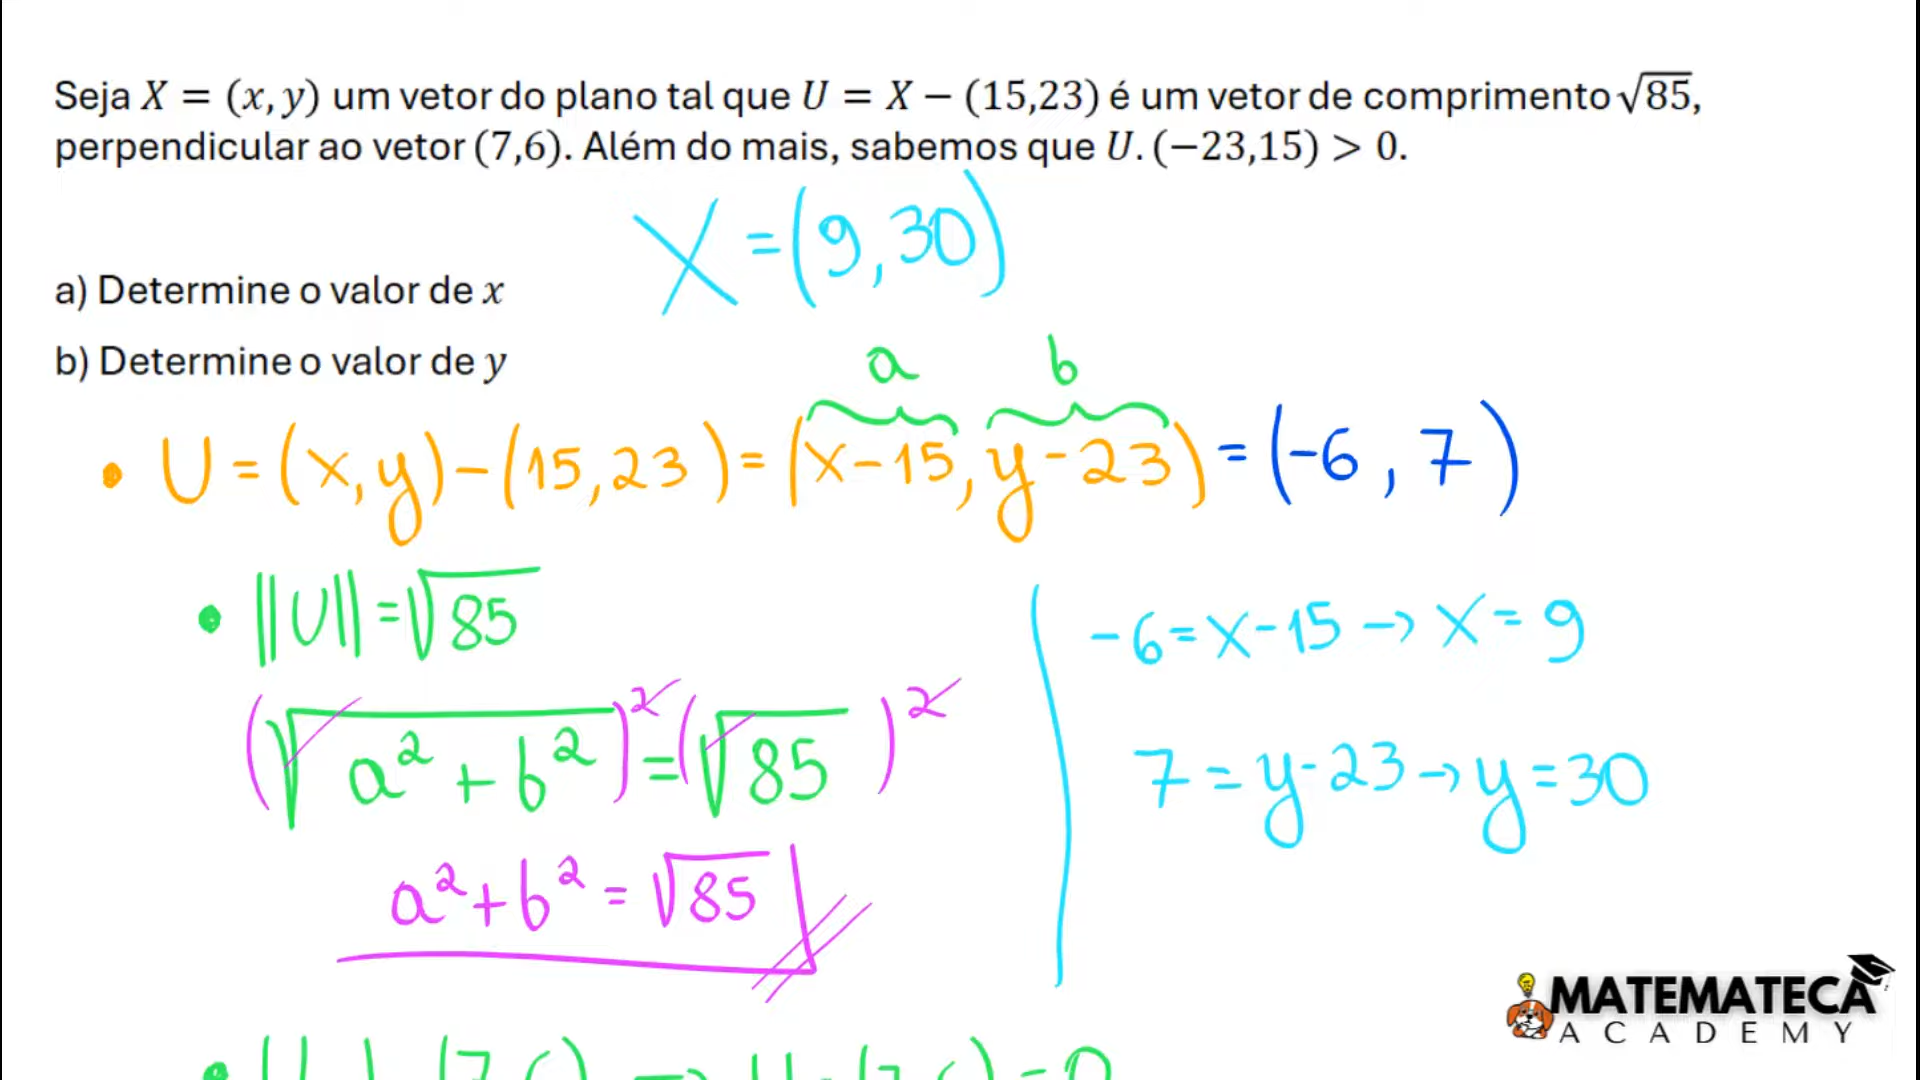 Seja X = (x, y) um vetor do plano tal que U = X − (15,23) é um vetor de comprimento √85,
perpendicular ao vetor (7,6). Além do mais, sabemos que U. (−23,15) > 0.
X = (9, 30)
a) Determine o valor de x
b) Determine o valor de y
a b
• U = (x, y) − (15, 23) = (x − 15, y − 23) = (−6, 7)
• ||U|| = √85
(√a² + b²)² = (√85)²
a² + b² = √85
−6 = x − 15 → x = 9
7 = y − 23 → y = 30
MATEMATECA
ACADEMY